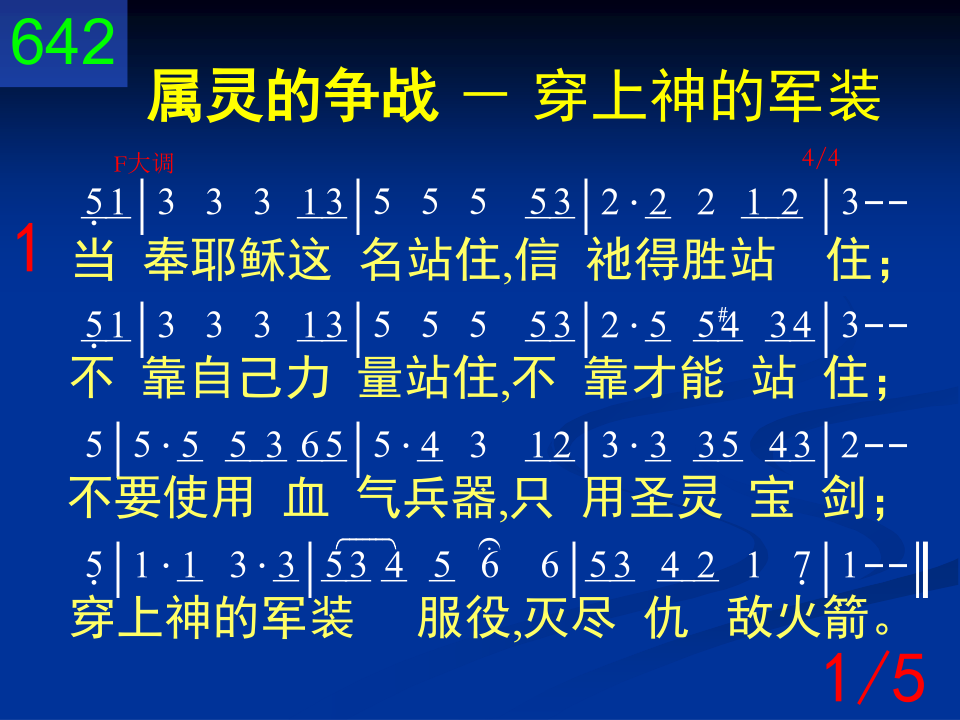 642
属灵的争战 － 穿上神的军装
F大调 4/4
5̣1|3 3 3 13|5 5 5 53|2·2 2 12|3--
1
当 奉耶稣这 名站住,信 祂得胜站 住；
5̣1|3 3 3 13|5 5 5 53|2·5 5#4 34|3--
不 靠自己力 量站住,不 靠才能 站 住；
5|5·5 53 65|5·4 3 12|3·3 35 43|2--
不要使用 血 气兵器,只 用圣灵 宝 剑；
5̣|1·1 3·3|53 4 5 6 6|53 42 1 7̣|1--‖
穿上神的军装 服役,灭尽 仇 敌火箭。
1/5